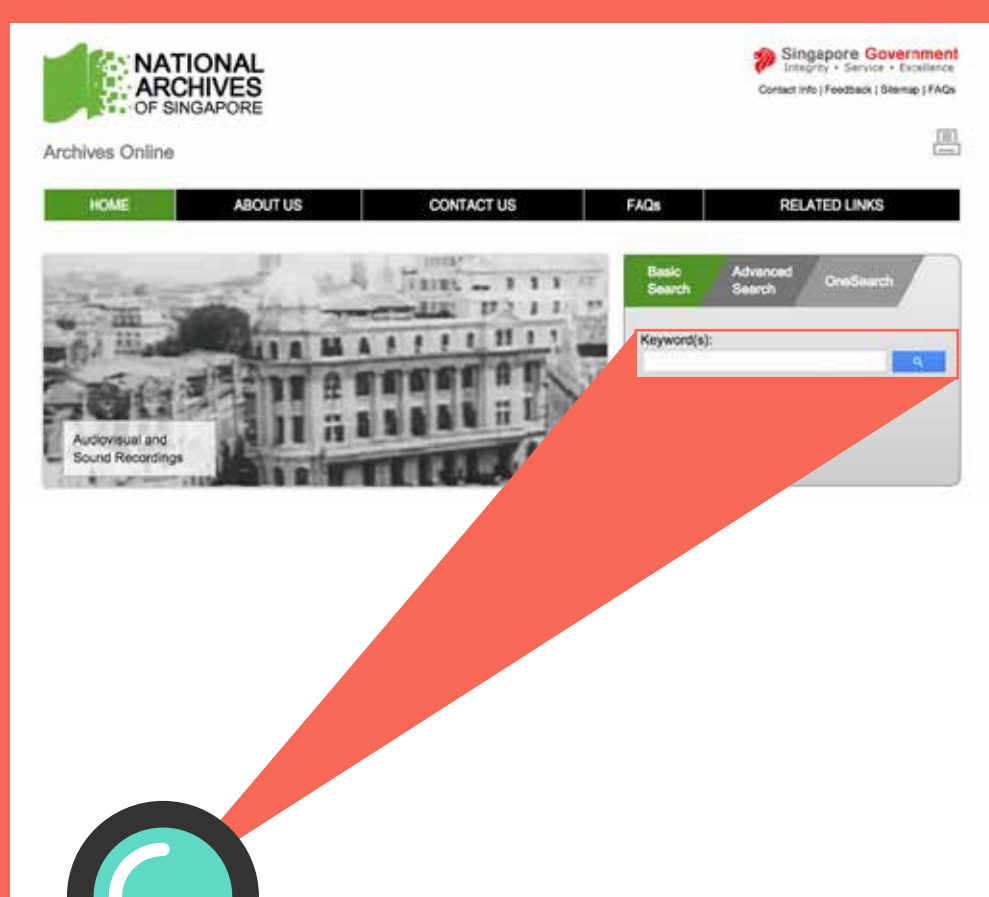 NATIONAL
ARCHIVES
OF SINGAPORE
Singapore Government
Integrity • Service • Excellence
Contact Info | Feedback | Sitemap | FAQs
Archives Online
HOME ABOUT US CONTACT US FAQs RELATED LINKS
Basic Search
Advanced Search
OneSearch
Keyword(s):
Audiovisual and
Sound Recordings